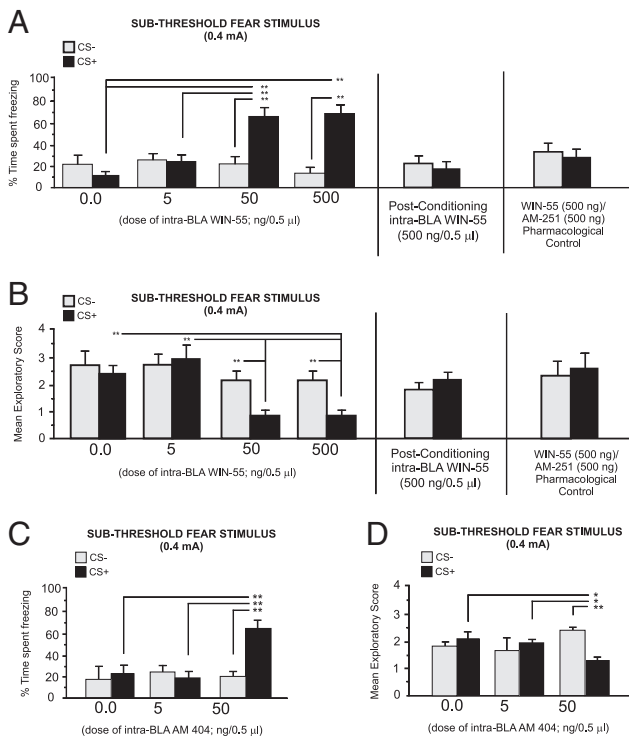 A
SUB-THRESHOLD FEAR STIMULUS
(0.4 mA)
CS-
CS+
% Time spent freezing
100
80
60
40
20
0
**
**
**
**
**
0.0 5 50 500
(dose of intra-BLA WIN-55; ng/0.5 µl)
Post-Conditioning
intra-BLA WIN-55
(500 ng/0.5 µl)
WIN-55 (500 ng)/
AM-251 (500 ng)
Pharmacological
Control
B
SUB-THRESHOLD FEAR STIMULUS
(0.4 mA)
CS-
CS+
Mean Exploratory Score
4
3
2
1
0
**
**
**
**
0.0 5 50 500
(dose of intra-BLA WIN-55; ng/0.5 µl)
Post-Conditioning
intra-BLA WIN-55
(500 ng/0.5 µl)
WIN-55 (500 ng)/
AM-251 (500 ng)
Pharmacological
Control
C
SUB-THRESHOLD FEAR STIMULUS
(0.4 mA)
CS-
CS+
% Time spent freezing
100
80
60
40
20
0
**
**
**
0.0 5 50
(dose of intra-BLA AM 404; ng/0.5 µl)
D
SUB-THRESHOLD FEAR STIMULUS
(0.4 mA)
CS-
CS+
Mean Exploratory Score
4
3
2
1
0
*
*
**
0.0 5 50
(dose of intra-BLA AM 404; ng/0.5 µl)